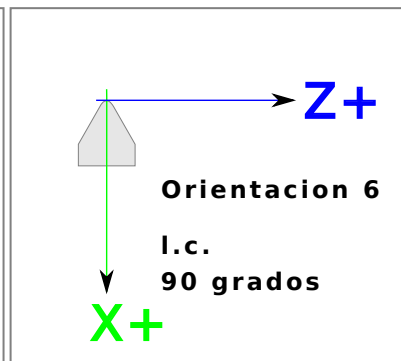 Z+
Orientacion 6
l.c.
90 grados
X+